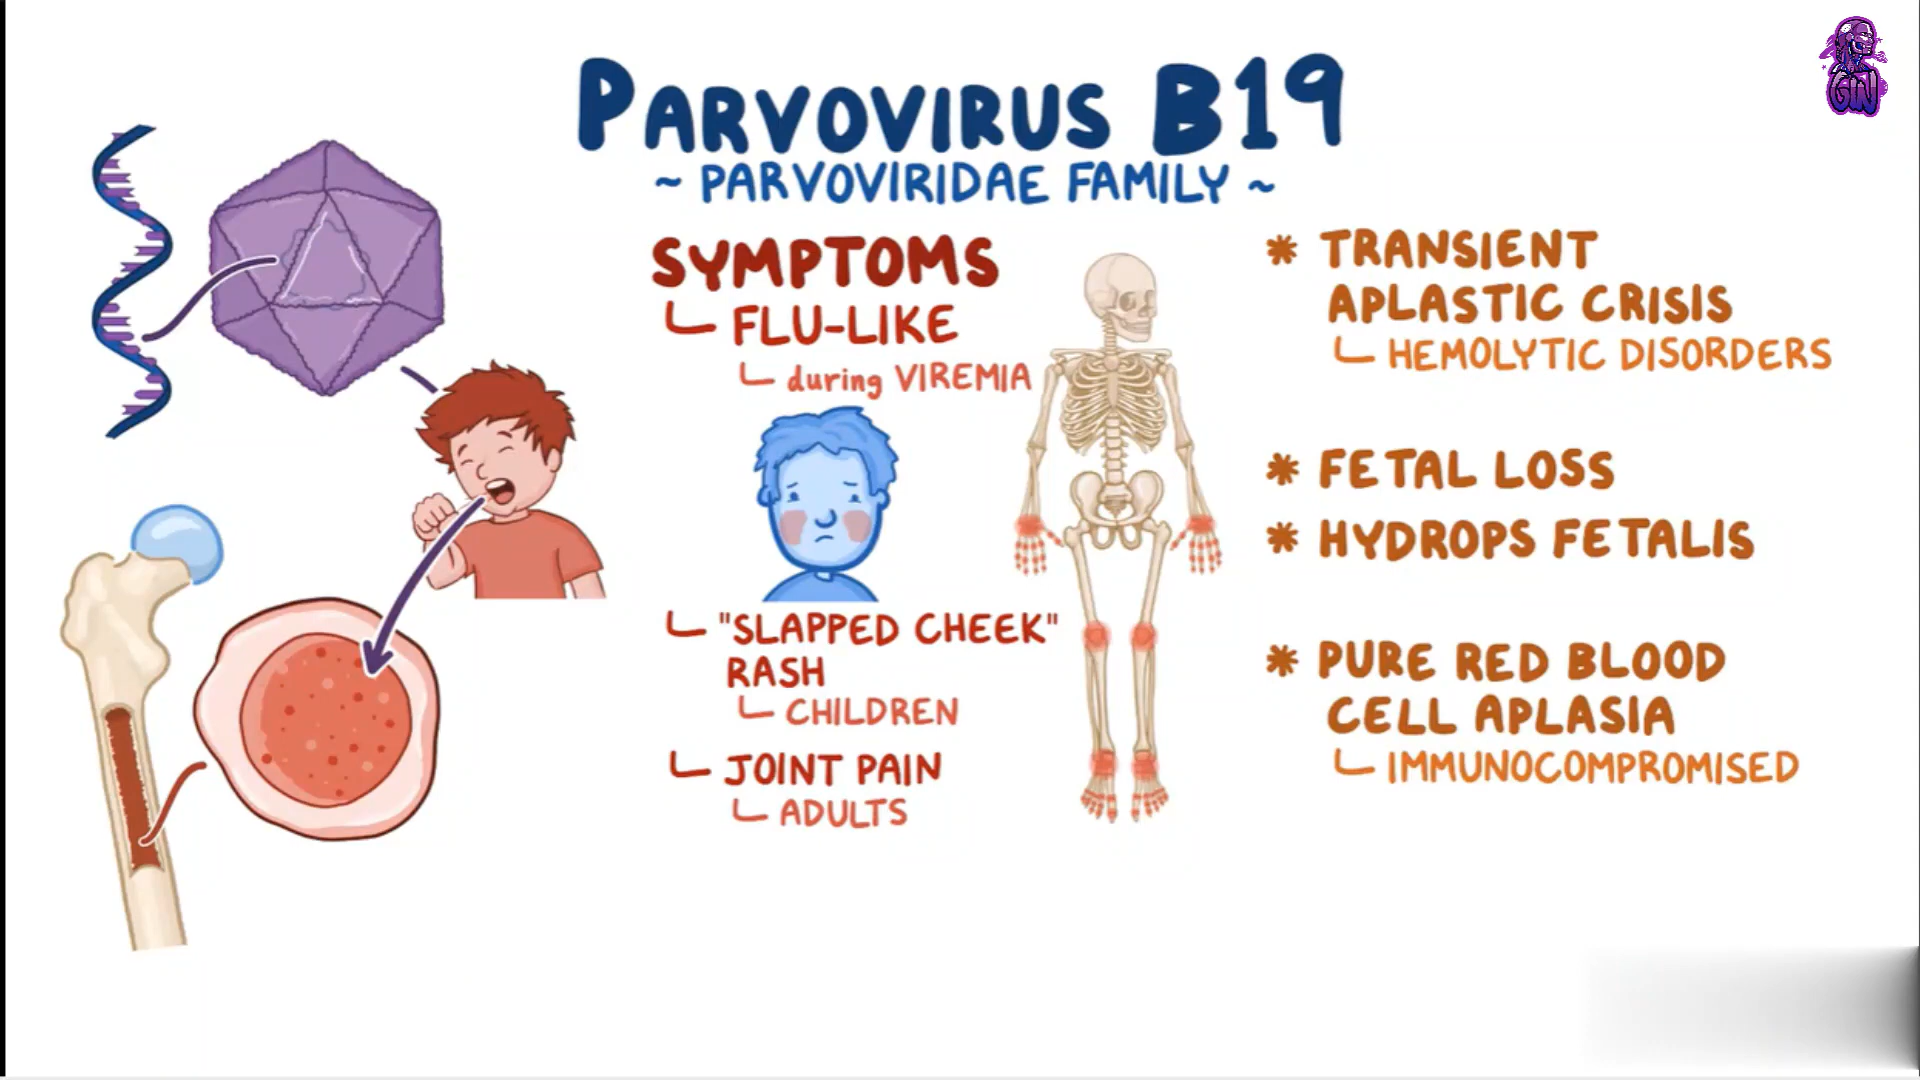 PARVOVIRUS B19
~ PARVOVIRIDAE FAMILY ~
SYMPTOMS
FLU-LIKE
during VIREMIA
"SLAPPED CHEEK"
RASH
CHILDREN
JOINT PAIN
ADULTS
* TRANSIENT
APLASTIC CRISIS
HEMOLYTIC DISORDERS
* FETAL LOSS
* HYDROPS FETALIS
* PURE RED BLOOD
CELL APLASIA
IMMUNOCOMPROMISED
GIN